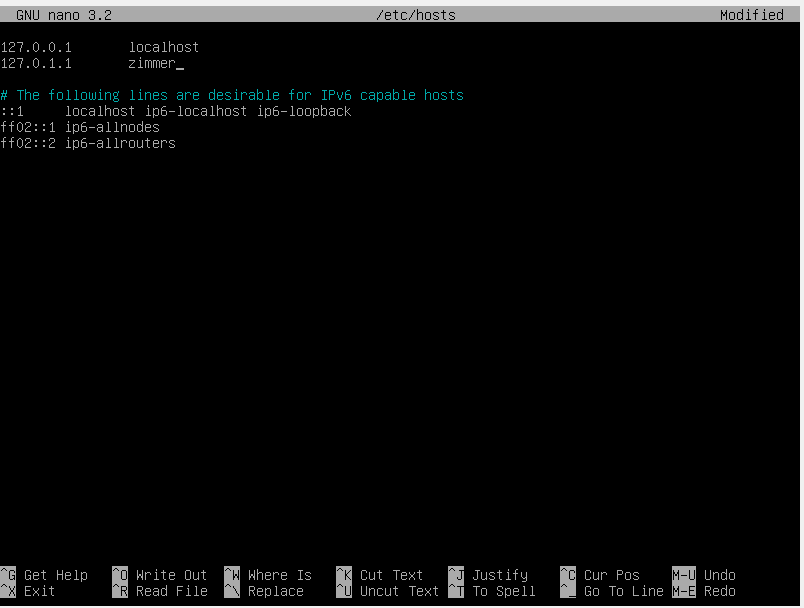 GNU nano 3.2 /etc/hosts Modified
127.0.0.1 localhost
127.0.1.1 zimmer_
# The following lines are desirable for IPv6 capable hosts
::1 localhost ip6-localhost ip6-loopback
ff02::1 ip6-allnodes
ff02::2 ip6-allrouters
^G Get Help ^O Write Out ^W Where Is ^K Cut Text ^J Justify ^C Cur Pos M-U Undo
^X Exit ^R Read File ^\ Replace ^U Uncut Text ^T To Spell ^_ Go To Line M-E Redo